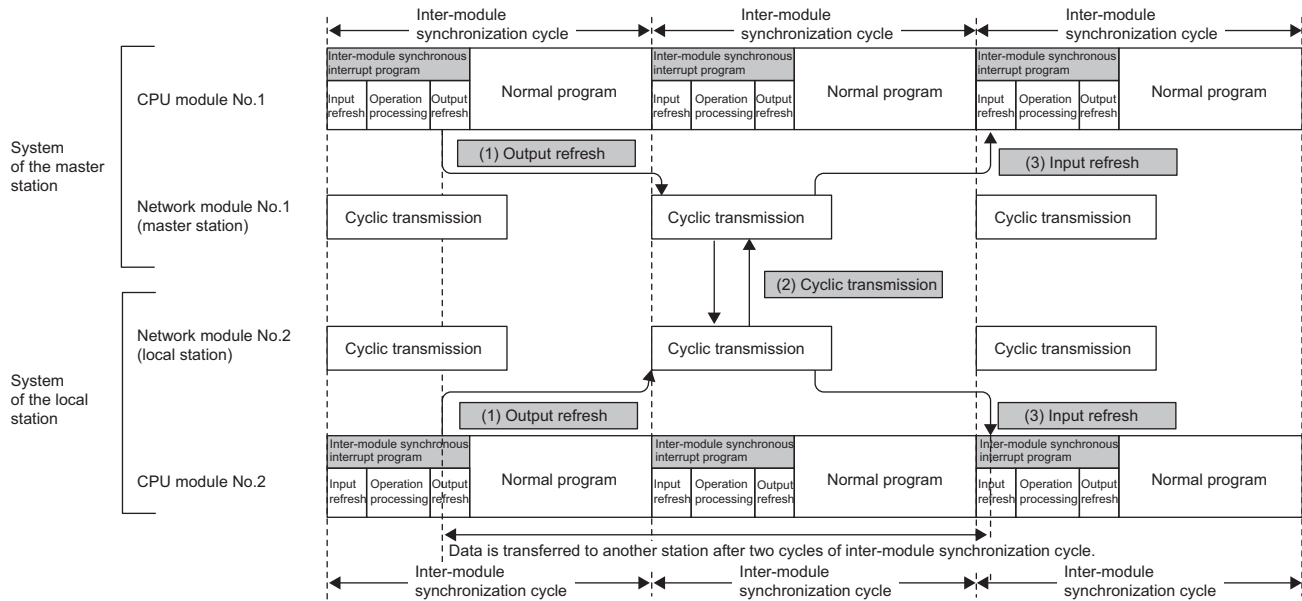 Inter-module
synchronization cycle
Inter-module
synchronization cycle
Inter-module
synchronization cycle
System
of the master
station
CPU module No.1
Inter-module synchronous
interrupt program
Input
refresh
Operation
processing
Output
refresh
Normal program
Inter-module synchronous
interrupt program
Input
refresh
Operation
processing
Output
refresh
Normal program
Inter-module synchronous
interrupt program
Input
refresh
Operation
processing
Output
refresh
Normal program
(1) Output refresh
(3) Input refresh
Network module No.1
(master station)
Cyclic transmission
Cyclic transmission
Cyclic transmission
(2) Cyclic transmission
System
of the local
station
Network module No.2
(local station)
Cyclic transmission
Cyclic transmission
Cyclic transmission
(1) Output refresh
(3) Input refresh
CPU module No.2
Inter-module synchronous
interrupt program
Input
refresh
Operation
processing
Output
refresh
Normal program
Inter-module synchronous
interrupt program
Input
refresh
Operation
processing
Output
refresh
Normal program
Inter-module synchronous
interrupt program
Input
refresh
Operation
processing
Output
refresh
Normal program
Data is transferred to another station after two cycles of inter-module synchronization cycle.
Inter-module
synchronization cycle
Inter-module
synchronization cycle
Inter-module
synchronization cycle